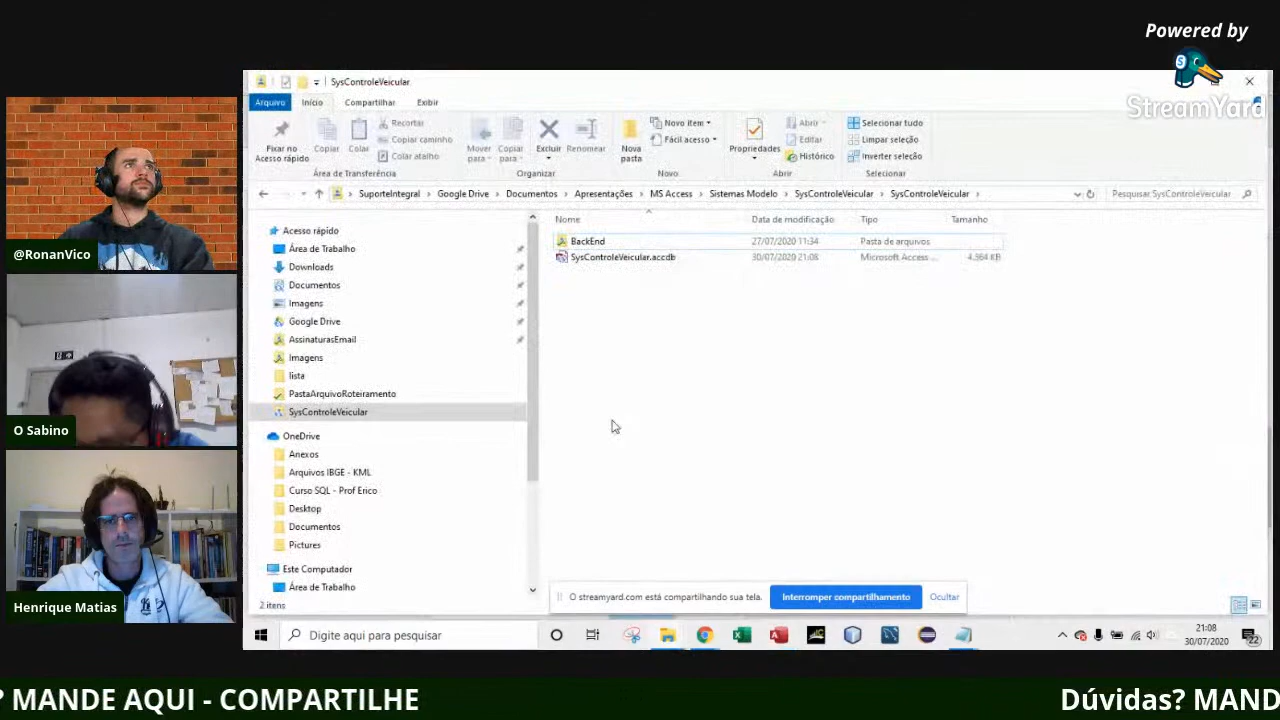 Powered by
StreamYard
SysControleVeicular
Arquivo Início Compartilhar Exibir
Fixar no Acesso rápido
Copiar
Colar
Recortar
Copiar caminho
Colar atalho
Área de Transferência
Mover para
Copiar para
Excluir
Renomear
Organizar
Nova pasta
Novo item
Fácil acesso
Novo
Propriedades
Abrir
Editar
Histórico
Abrir
Selecionar tudo
Limpar seleção
Inverter seleção
Selecionar
SuporteIntegral > Google Drive > Documentos > Apresentações > MS Access > Sistemas Modelo > SysControleVeicular > SysControleVeicular >
Pesquisar SysControleVeicular
Nome Data de modificação Tipo Tamanho
BackEnd 27/07/2020 11:34 Pasta de arquivos
SysControleVeicular.accdb 30/07/2020 21:08 Microsoft Access ... 4.364 KB
Acesso rápido
Área de Trabalho
Downloads
Documentos
Imagens
Google Drive
AssinaturasEmail
Imagens
lista
PastaArquivoRoteiramento
SysControleVeicular
OneDrive
Anexos
Arquivos IBGE - KML
Curso SQL - Prof Erico
Desktop
Documentos
Pictures
Este Computador
Área de Trabalho
2 itens
O streamyard.com está compartilhando sua tela.
Interromper compartilhamento
Ocultar
Digite aqui para pesquisar
21:08
30/07/2020
22
@RonanVico
O Sabino
Henrique Matias
? MANDE AQUI - COMPARTILHE
Dúvidas? MAND